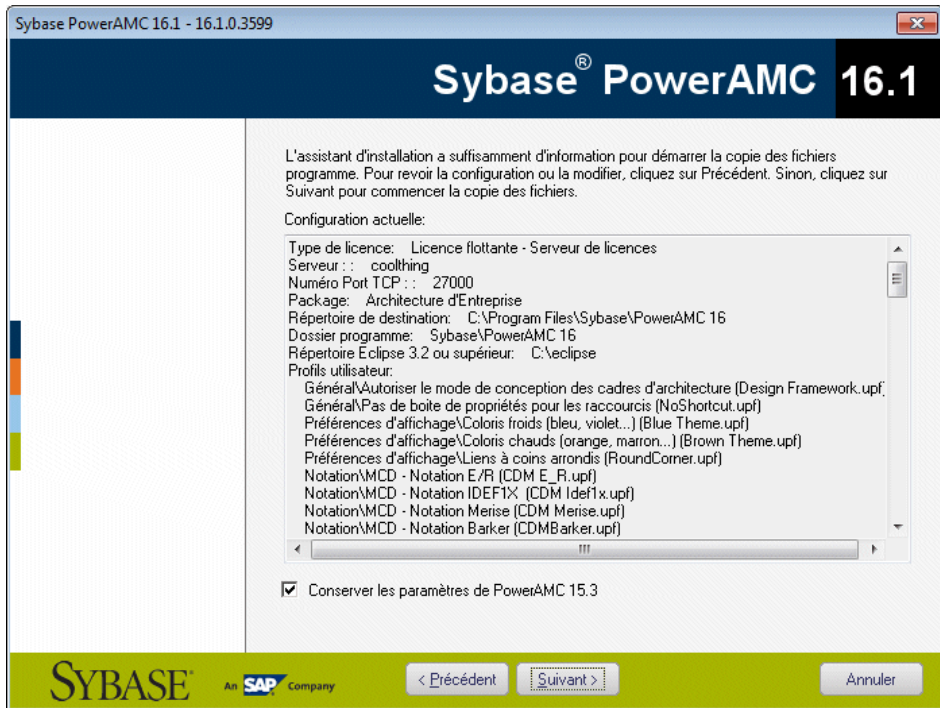 Sybase PowerAMC 16.1 - 16.1.0.3599
Sybase® PowerAMC 16.1
L'assistant d'installation a suffisamment d'information pour démarrer la copie des fichiers
programme. Pour revoir la configuration ou la modifier, cliquez sur Précédent. Sinon, cliquez sur
Suivant pour commencer la copie des fichiers.
Configuration actuelle:
Type de licence: Licence flottante - Serveur de licences
Serveur : : coolthing
Numéro Port TCP : : 27000
Package: Architecture d'Entreprise
Répertoire de destination: C:\Program Files\Sybase\PowerAMC 16
Dossier programme: Sybase\PowerAMC 16
Répertoire Eclipse 3.2 ou supérieur: C:\eclipse
Profils utilisateur:
Général\Autoriser le mode de conception des cadres d'architecture (Design Framework.upf
Général\Pas de boite de propriétés pour les raccourcis (NoShortcut.upf)
Préférences d'affichage\Coloris froids (bleu, violet...) (Blue Theme.upf)
Préférences d'affichage\Coloris chauds (orange, marron...) (Brown Theme.upf)
Préférences d'affichage\Liens à coins arrondis (RoundCorner.upf)
Notation\MCD - Notation E/R (CDM E_R.upf)
Notation\MCD - Notation IDEF1X (CDM Idef1x.upf)
Notation\MCD - Notation Merise (CDM Merise.upf)
Notation\MCD - Notation Barker (CDMBarker.upf)
Conserver les paramètres de PowerAMC 15.3
SYBASE® An SAP Company
< Précédent
Suivant >
Annuler